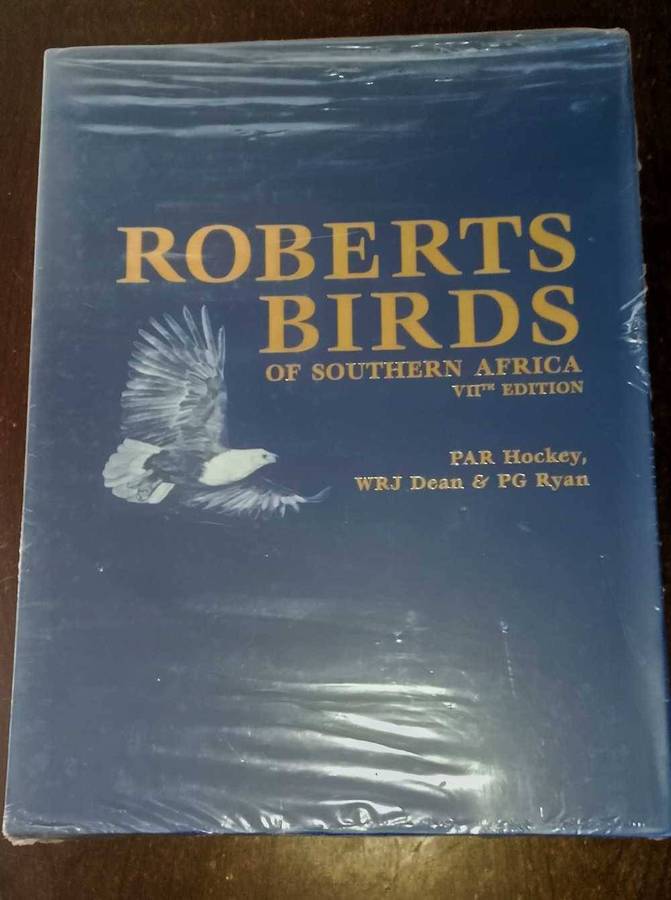 ROBERTS
BIRDS
OF SOUTHERN AFRICA
VIITH EDITION
PAR Hockey,
WRJ Dean & PG Ryan